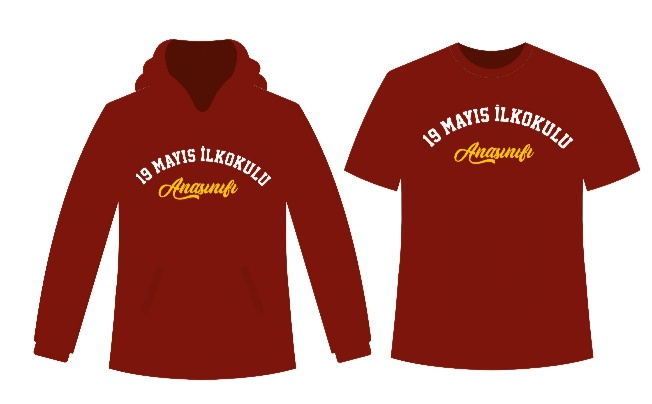 19 MAYIS İLKOKULU
Anasınıfı
19 MAYIS İLKOKULU
Anasınıfı